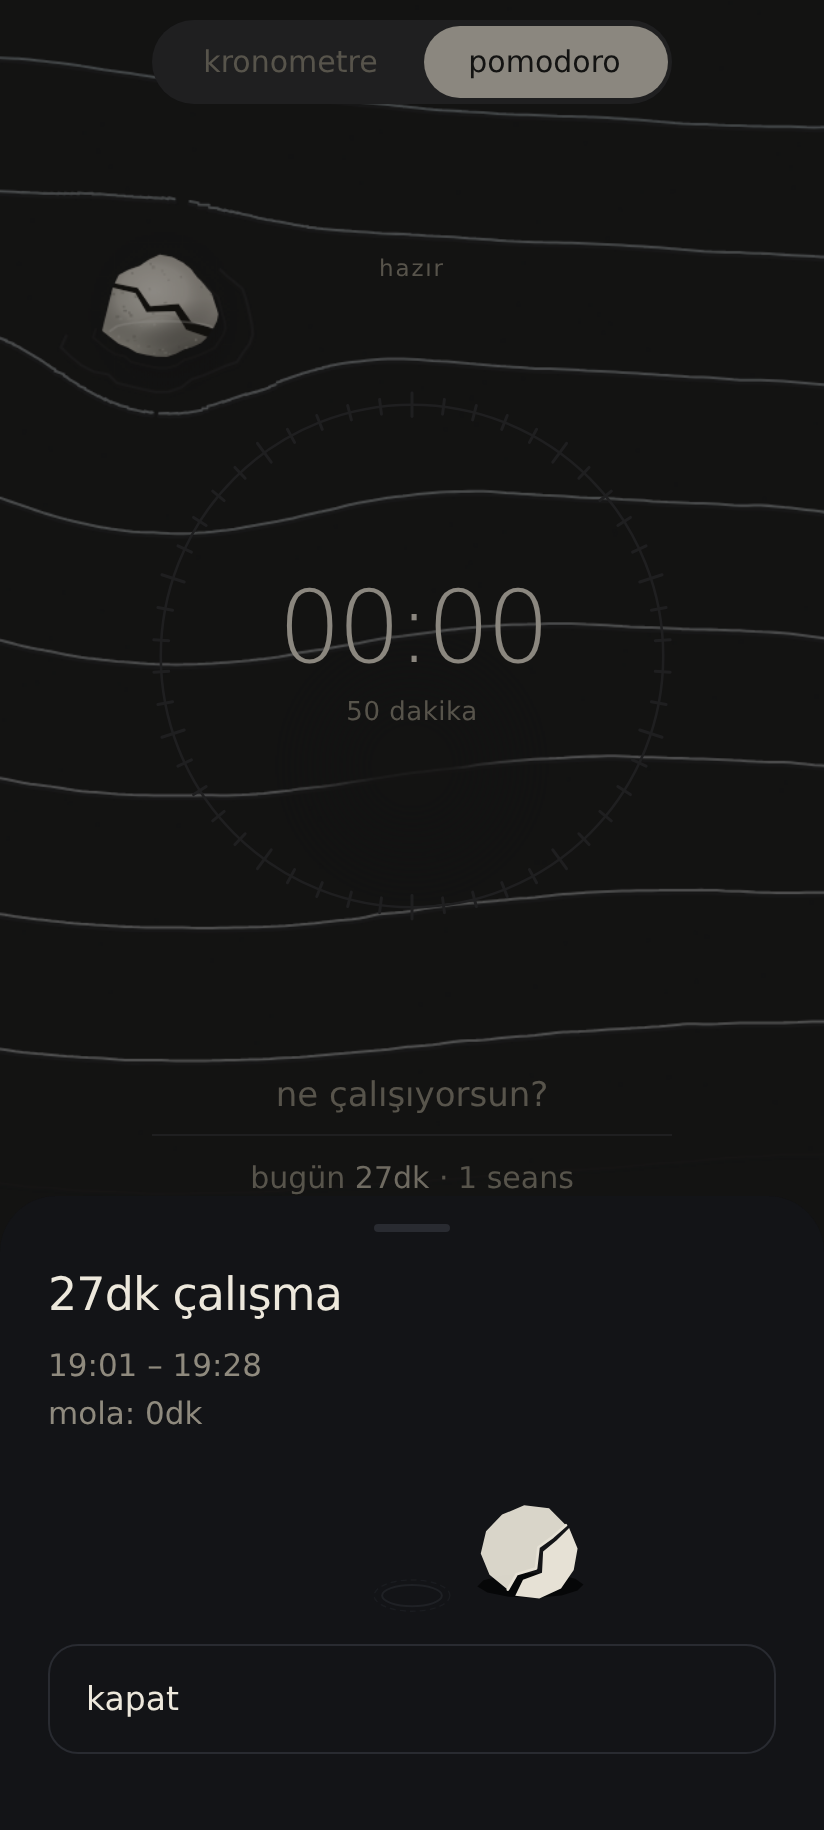 kronometre pomodoro
hazır
00:00
50 dakika
ne çalışıyorsun?
bugün 27dk · 1 seans
27dk çalışma
19:01 – 19:28
mola: 0dk
kapat